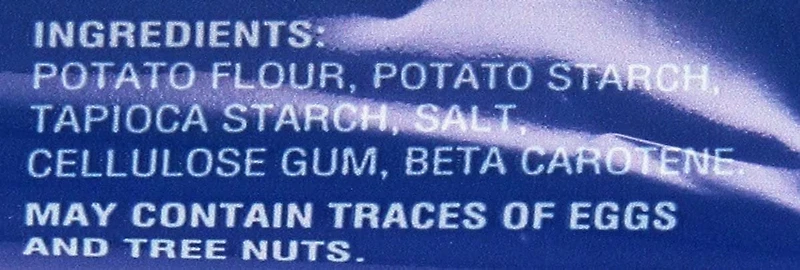 INGREDIENTS:
POTATO FLOUR, POTATO STARCH,
TAPIOCA STARCH, SALT,
CELLULOSE GUM, BETA CAROTENE.
MAY CONTAIN TRACES OF EGGS
AND TREE NUTS.